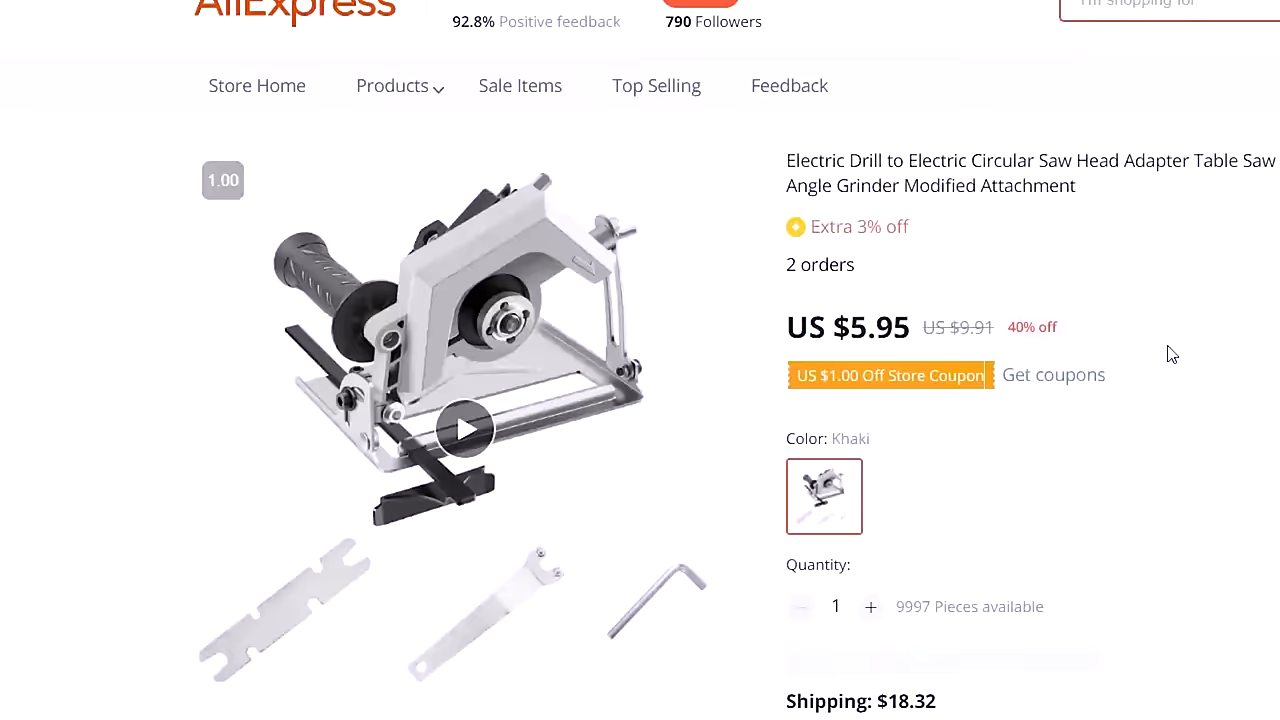 AliExpress
92.8% Positive feedback
790 Followers
I'm shopping for
Store Home
Products
Sale Items
Top Selling
Feedback
1.00
Electric Drill to Electric Circular Saw Head Adapter Table Saw
Angle Grinder Modified Attachment
Extra 3% off
2 orders
US $5.95 US $9.91 40% off
US $1.00 Off Store Coupon Get coupons
Color: Khaki
Quantity:
1
9997 Pieces available
Shipping: $18.32